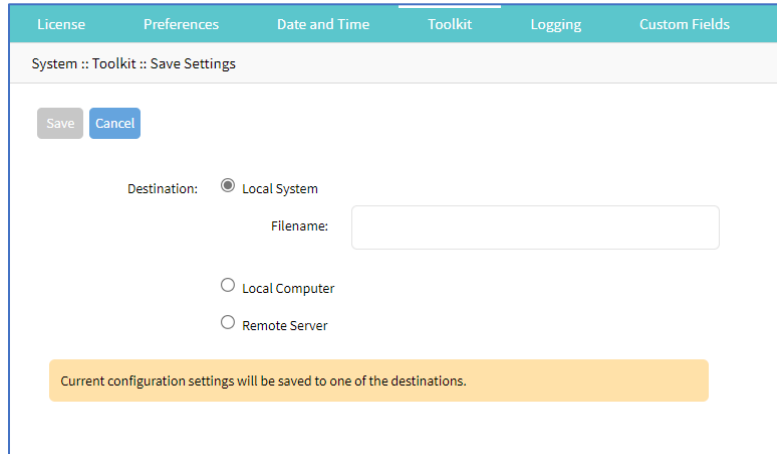 License Preferences Date and Time Toolkit Logging Custom Fields
System :: Toolkit :: Save Settings
Save Cancel
Destination: Local System
Filename:
Local Computer
Remote Server
Current configuration settings will be saved to one of the destinations.